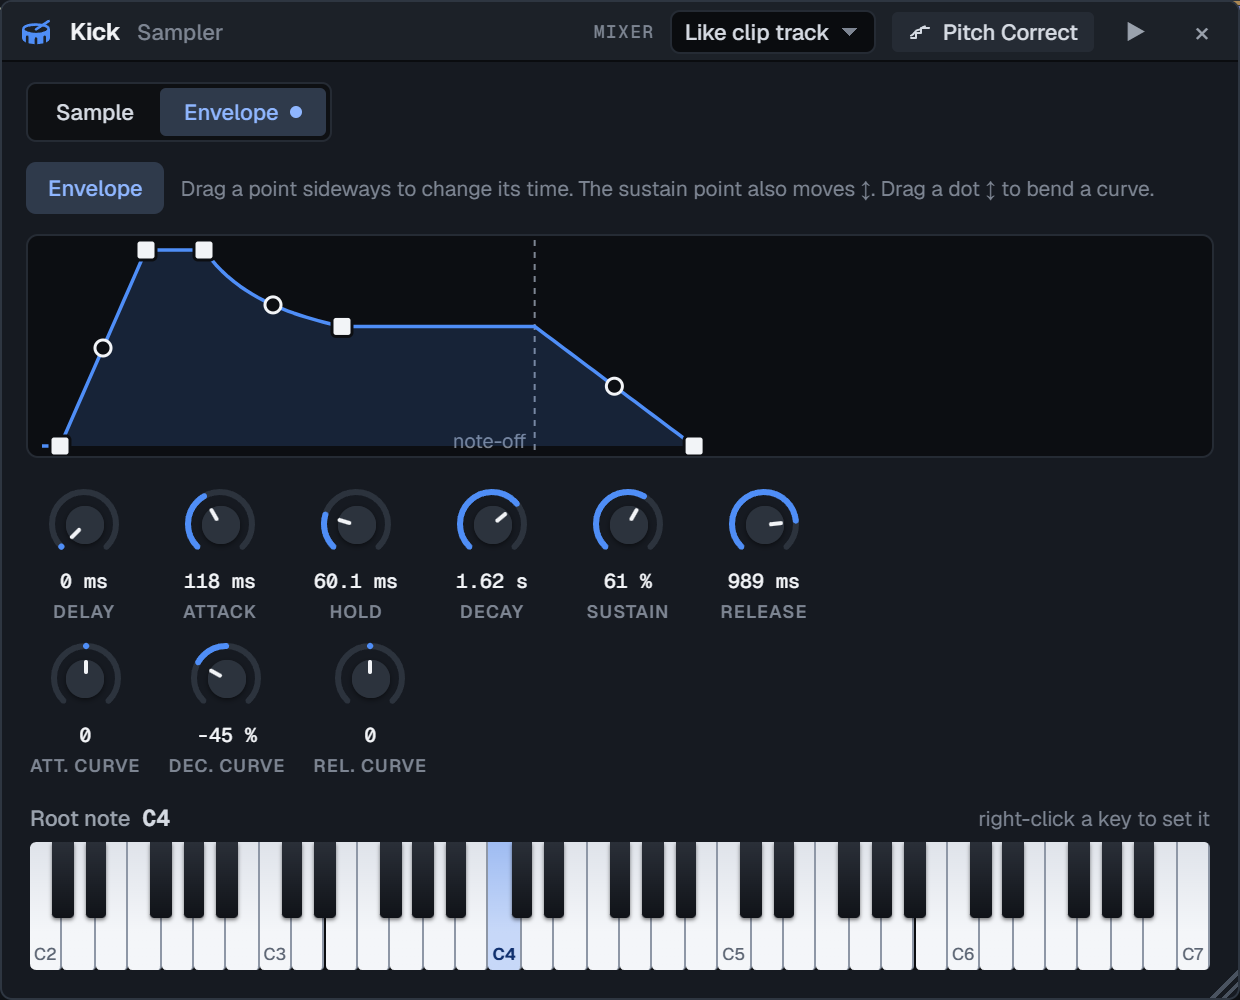 Kick Sampler MIXER Like clip track Pitch Correct
Sample Envelope
Envelope Drag a point sideways to change its time. The sustain point also moves ↕. Drag a dot ↕ to bend a curve.
note-off
0 ms 118 ms 60.1 ms 1.62 s 61 % 989 ms
DELAY ATTACK HOLD DECAY SUSTAIN RELEASE
0 -45 % 0
ATT. CURVE DEC. CURVE REL. CURVE
Root note C4 right-click a key to set it
C2 C3 C4 C5 C6 C7